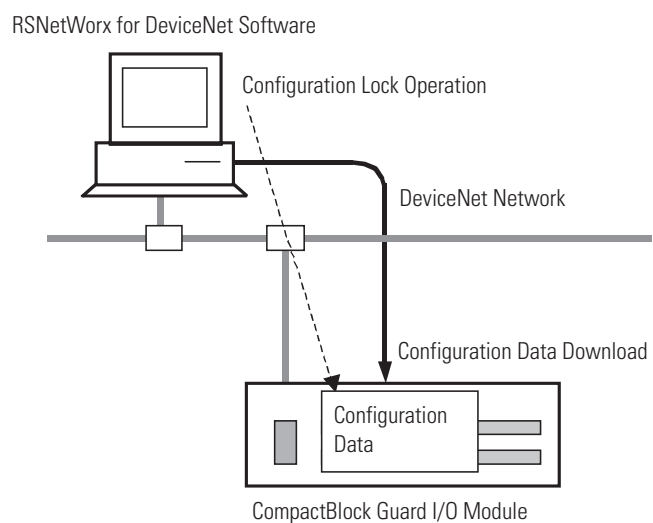 RSNetWorx for DeviceNet Software
Configuration Lock Operation
DeviceNet Network
Configuration Data Download
Configuration
Data
CompactBlock Guard I/O Module